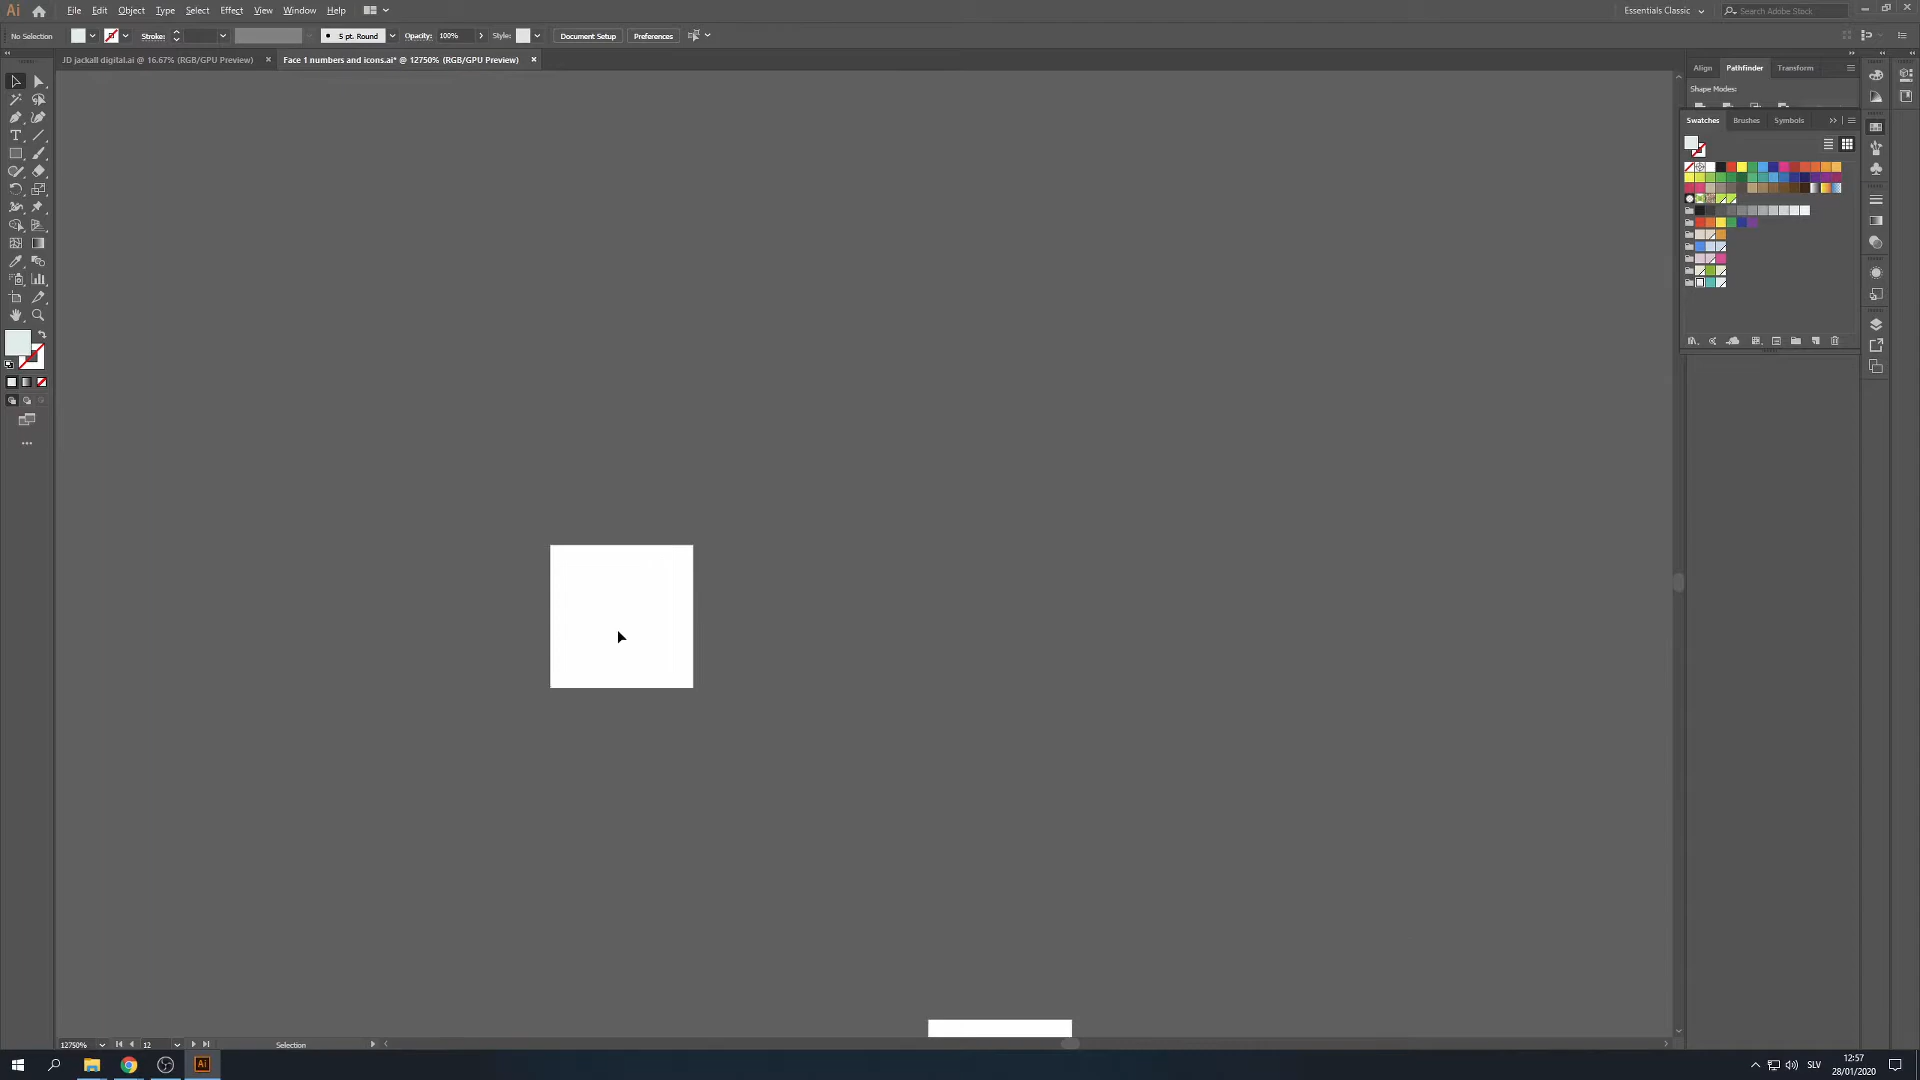 Ai File Edit Object Type Select Effect View Window Help Essentials Classic Search Adobe Stock
No Selection Stroke: 5 pt. Round Opacity: 100% Style: Document Setup Preferences
JD jackall digital.ai @ 16.67% (RGB/GPU Preview) × Face 1 numbers and icons.ai* @ 12750% (RGB/GPU Preview) ×
Align Pathfinder Transform
Shape Modes:
Swatches Brushes Symbols
12750% 12 Selection
Ai SLV 12:57
28/01/2020